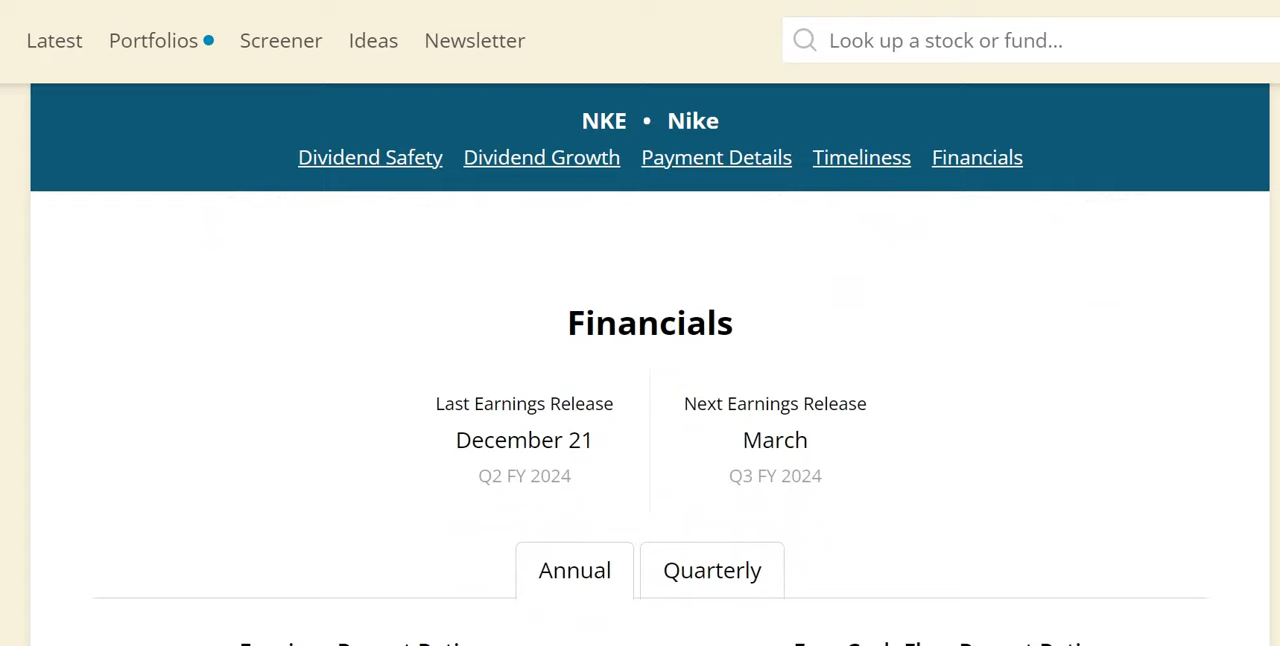 Latest Portfolios Screener Ideas Newsletter Look up a stock or fund...
NKE • Nike
Dividend Safety Dividend Growth Payment Details Timeliness Financials
Financials
Last Earnings Release Next Earnings Release
December 21 March
Q2 FY 2024 Q3 FY 2024
Annual Quarterly